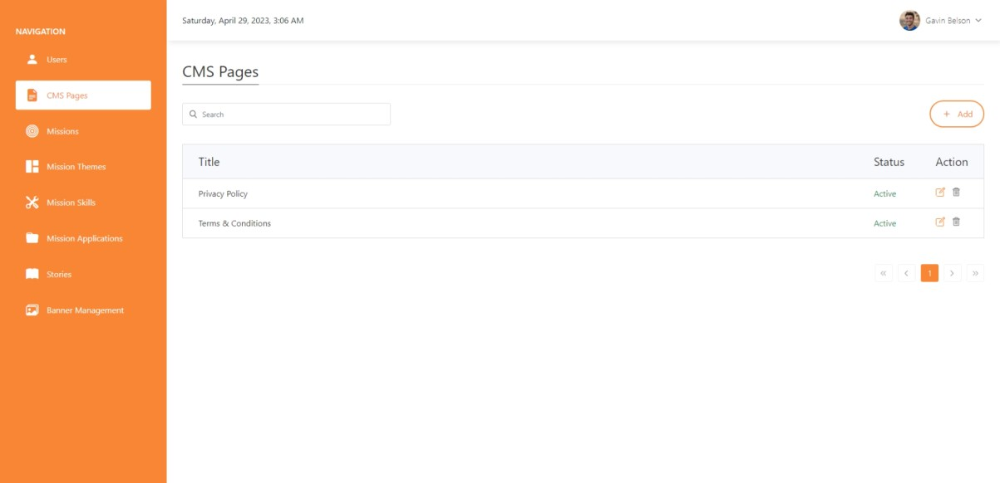 NAVIGATION
Users
CMS Pages
Missions
Mission Themes
Mission Skills
Mission Applications
Stories
Banner Management
Saturday, April 29, 2023, 3:06 AM
Gavin Belson
CMS Pages
Search
+ Add
Title Status Action
Privacy Policy Active
Terms & Conditions Active
« ‹ 1 › »